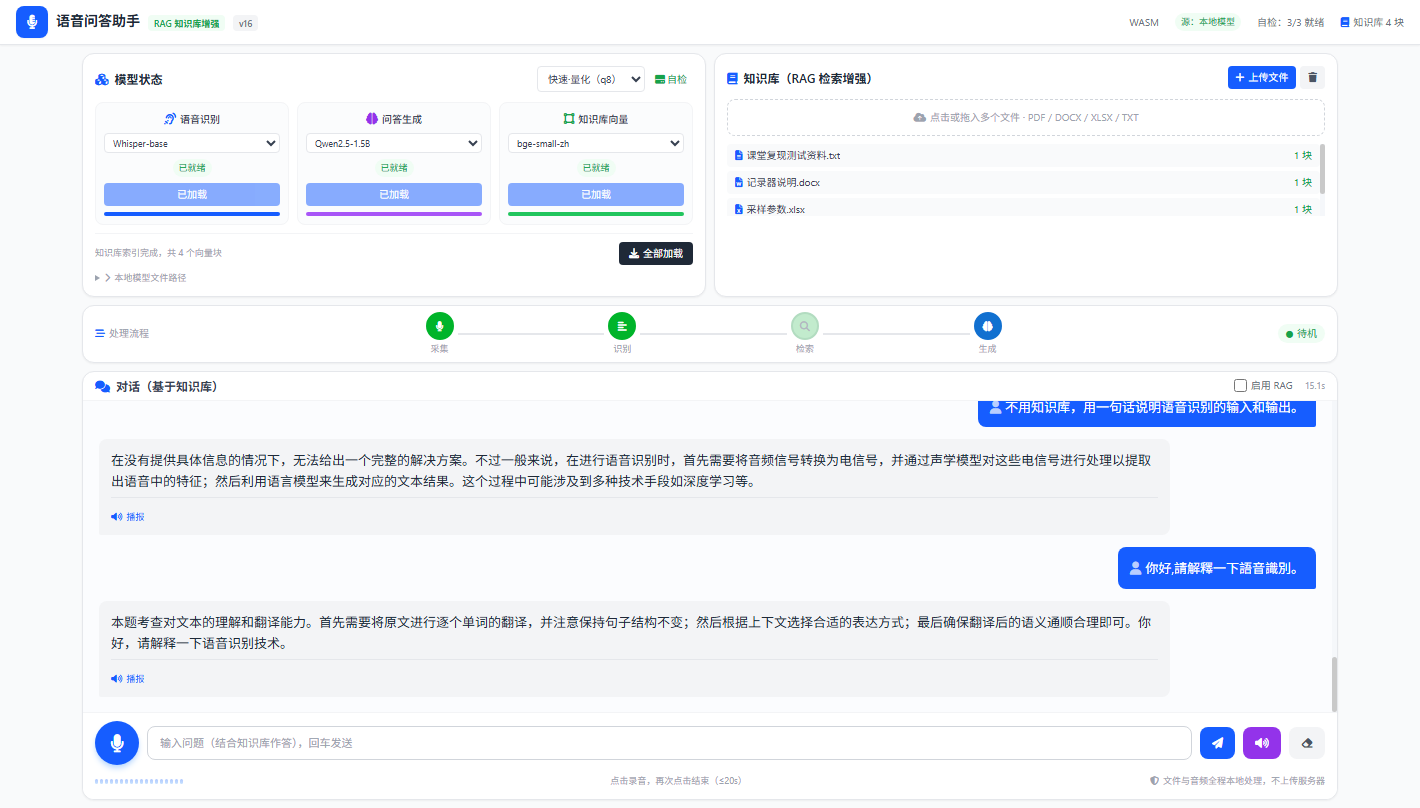 语音问答助手 RAG 知识库增强 v16
WASM 源：本地模型 自检：3/3 就绪 知识库 4 块
模型状态 快速·量化（q8） 自检
语音识别
Whisper-base
已就绪
已加载
问答生成
Qwen2.5-1.5B
已就绪
已加载
知识库向量
bge-small-zh
已就绪
已加载
知识库索引完成，共 4 个向量块 全部加载
本地模型文件路径
知识库（RAG 检索增强） 上传文件
点击或拖入多个文件 · PDF / DOCX / XLSX / TXT
课堂复现测试资料.txt 1 块
记录器说明.docx 1 块
采样参数.xlsx 1 块
处理流程 采集 识别 检索 生成 待机
对话（基于知识库） 启用 RAG 15.1s
不用知识库，用一句话说明语音识别的输入和输出。
在没有提供具体信息的情况下，无法给出一个完整的解决方案。不过一般来说，在进行语音识别时，首先需要将音频信号转换为电信号，并通过声学模型对这些电信号进行处理以提取
出语音中的特征；然后利用语言模型来生成对应的文本结果。这个过程中可能涉及到多种技术手段如深度学习等。
播报
你好,請解釋一下語音識別。
本题考查对文本的理解和翻译能力。首先需要将原文进行逐个单词的翻译，并注意保持句子结构不变；然后根据上下文选择合适的表达方式；最后确保翻译后的语义通顺合理即可。你
好，请解释一下语音识别技术。
播报
输入问题（结合知识库作答），回车发送
点击录音，再次点击结束（≤20s） 文件与音频全程本地处理，不上传服务器